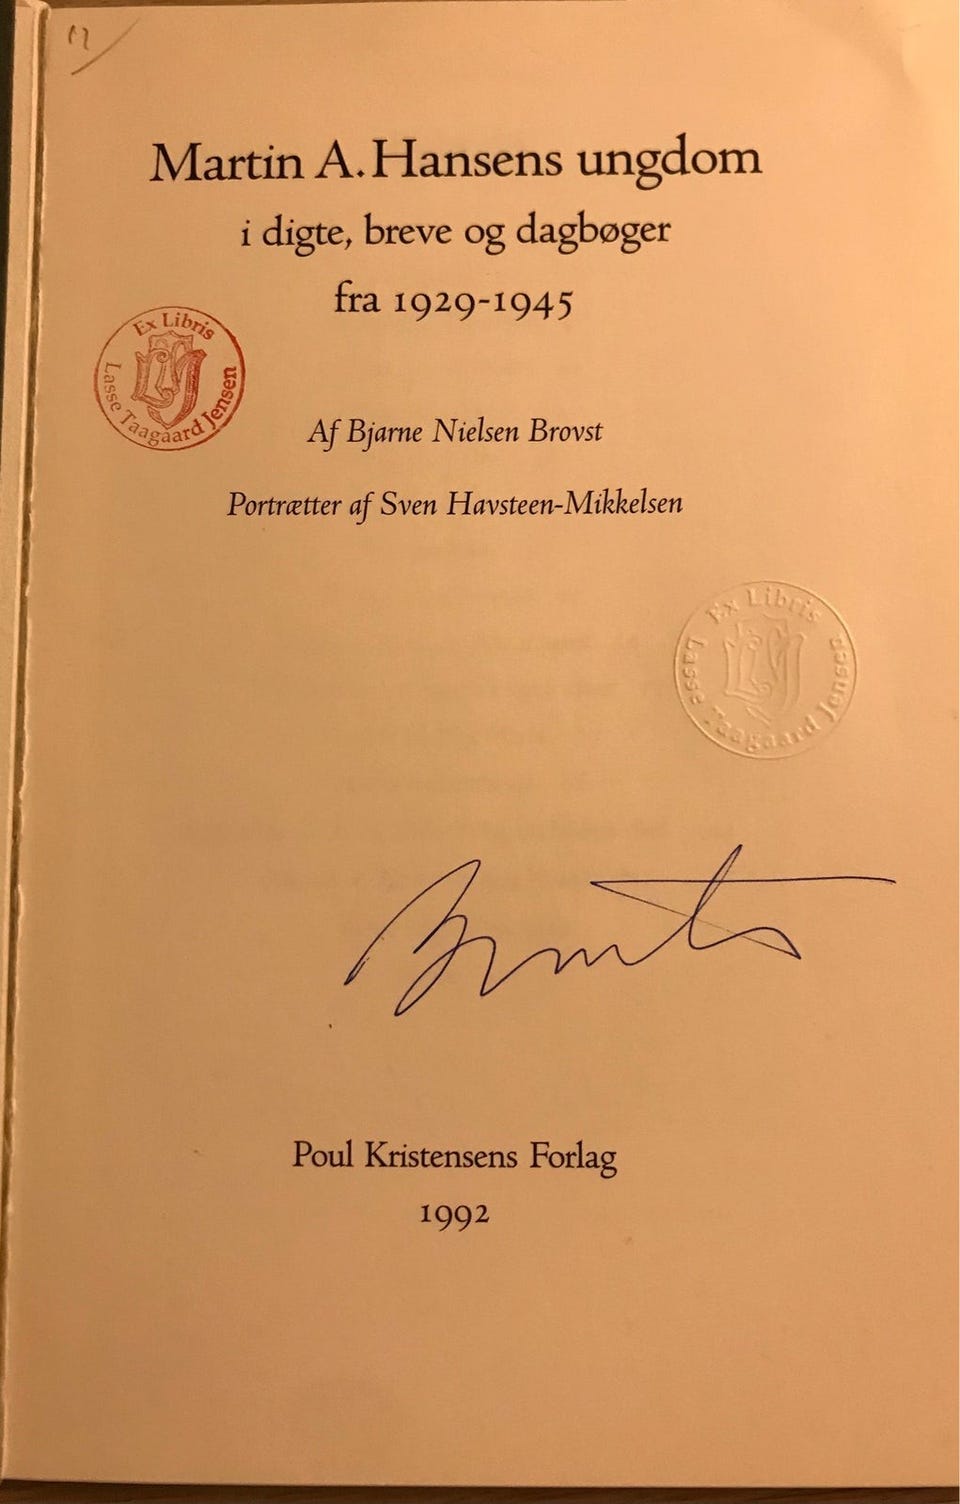 Martin A. Hansens ungdom
i digte, breve og dagbøger
fra 1929-1945
Ex Libris
Lasse Taagaard Jensen
Af Bjarne Nielsen Brovst
Portrætter af Sven Havsteen-Mikkelsen
Ex Libris
Lasse Taagaard Jensen
Poul Kristensens Forlag
1992